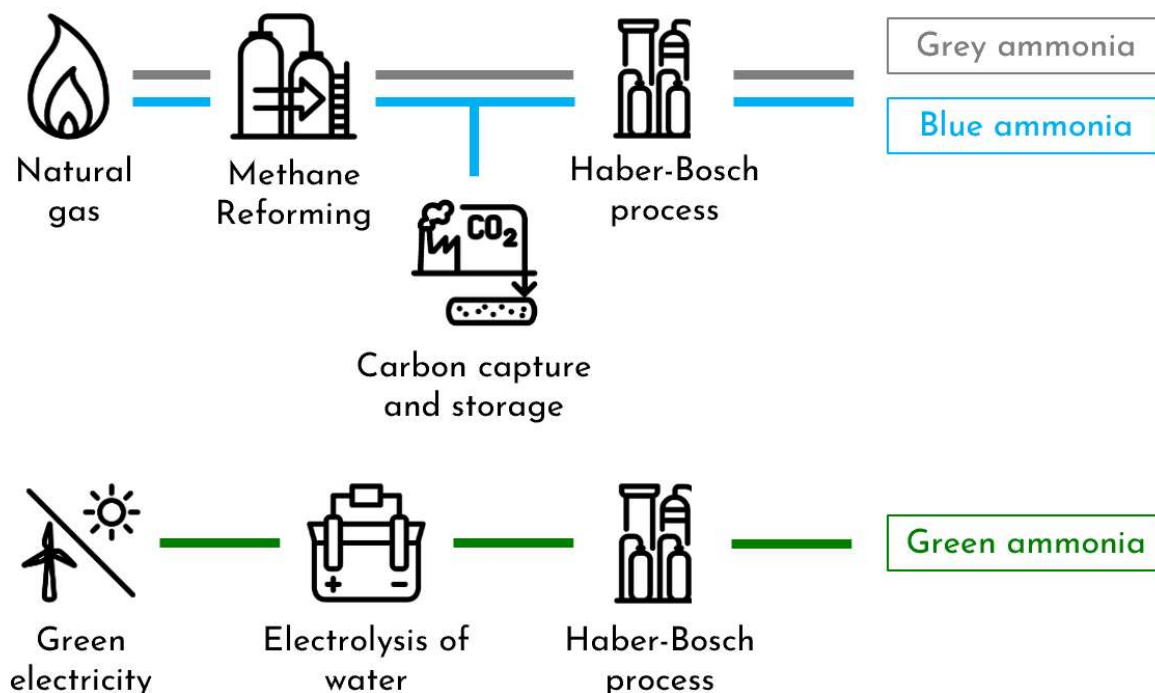 Grey ammonia
Blue ammonia
Natural
gas
Methane
Reforming
Haber-Bosch
process
CO₂
Carbon capture
and storage
Green ammonia
+ −
Green
electricity
Electrolysis of
water
Haber-Bosch
process